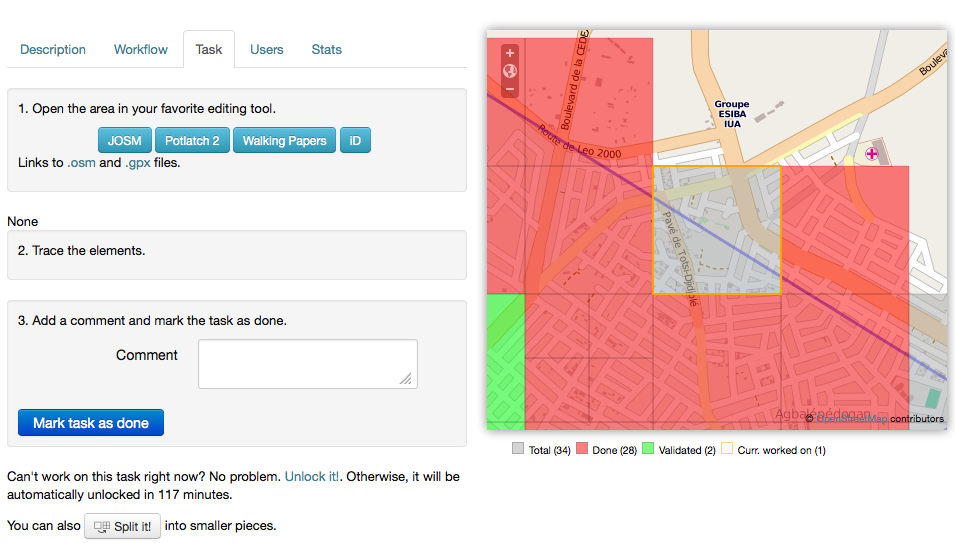 Description Workflow Task Users Stats
1. Open the area in your favorite editing tool.
JOSM Potlatch 2 Walking Papers iD
Links to .osm and .gpx files.
None
2. Trace the elements.
3. Add a comment and mark the task as done.
Comment
Mark task as done
Can't work on this task right now? No problem. Unlock it!. Otherwise, it will be
automatically unlocked in 117 minutes.
You can also Split it! into smaller pieces.
+
−
Boulevard de la CEDE
Route de Leo 2000
Groupe
ESIBA
IUA
Boulev
Pavé de Totsi-Djidjolé
Agbalépédogan
© OpenStreetMap contributors
Total (34) Done (28) Validated (2) Curr. worked on (1)